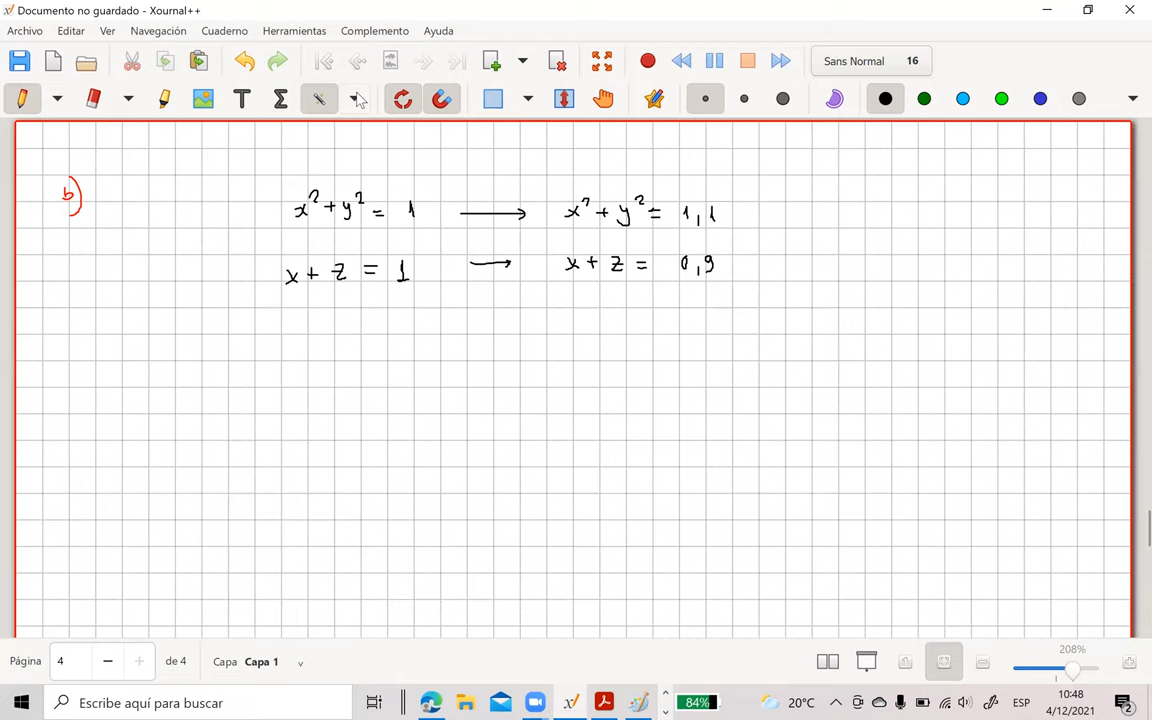 Documento no guardado - Xournal++
Archivo Editar Ver Navegación Cuaderno Herramientas Complemento Ayuda
Sans Normal 16
b)
x² + y² = 1 → x² + y² = 1,1
x + z = 1 → x + z = 0,9
Página 4 de 4 Capa Capa 1 208%
Escribe aquí para buscar 84% 20°C ESP 10:48
4/12/2021 2